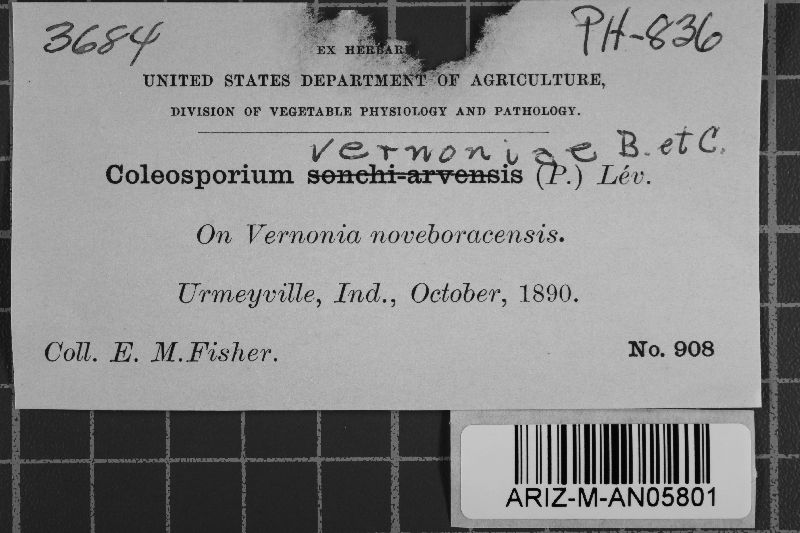 3684
PH-836
EX HERBARI
UNITED STATES DEPARTMENT OF AGRICULTURE,
DIVISION OF VEGETABLE PHYSIOLOGY AND PATHOLOGY.
vernoniae B. et C.
Coleosporium sonchi-arvensis (P.) Lév.
On Vernonia noveboracensis.
Urmeyville, Ind., October, 1890.
Coll. E. M. Fisher.
No. 908
ARIZ-M-AN05801